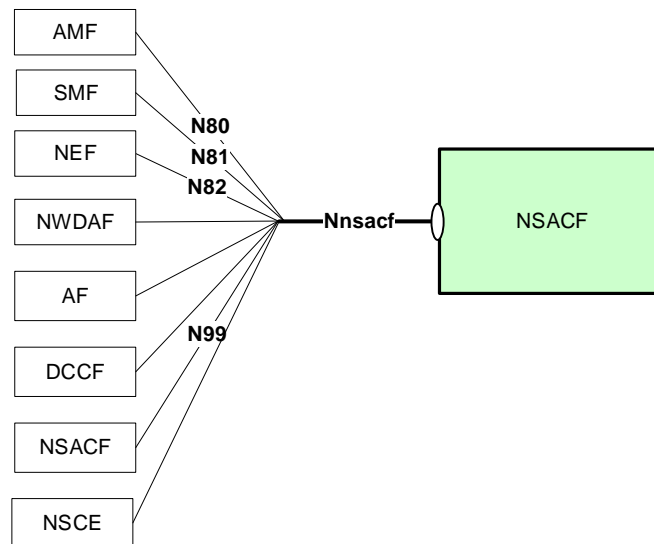 AMF
SMF
N80
N81
NEF
N82
NWDAF
Nnsacf
NSACF
AF
N99
DCCF
NSACF
NSCE